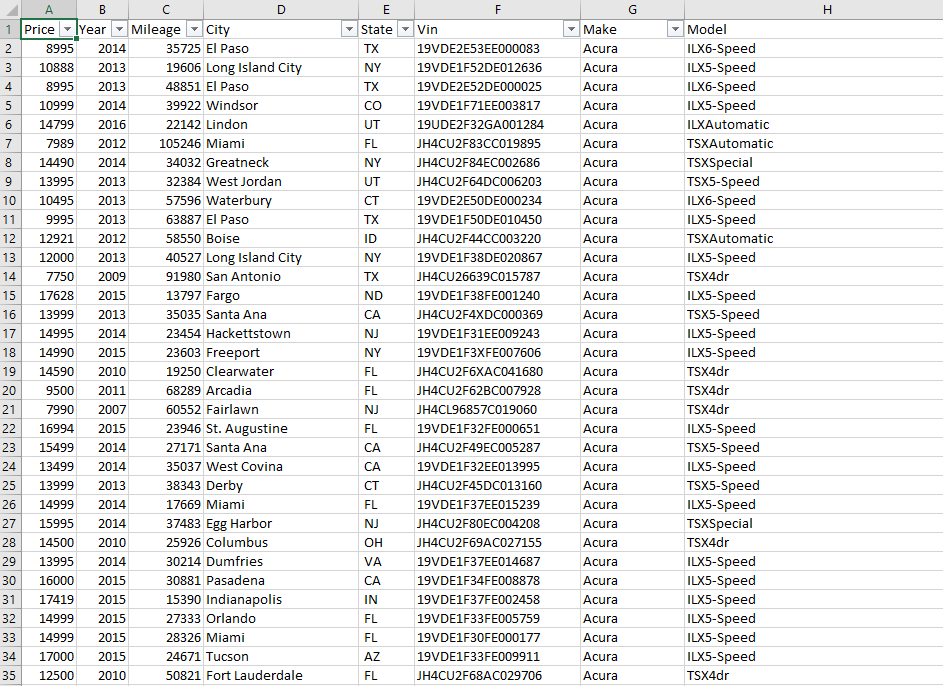 A B C D E F G H
1 Price Year Mileage City State Vin Make Model
2 8995 2014 35725 El Paso TX 19VDE2E53EE000083 Acura ILX6-Speed
3 10888 2013 19606 Long Island City NY 19VDE1F52DE012636 Acura ILX5-Speed
4 8995 2013 48851 El Paso TX 19VDE2E52DE000025 Acura ILX6-Speed
5 10999 2014 39922 Windsor CO 19VDE1F71EE003817 Acura ILX5-Speed
6 14799 2016 22142 Lindon UT 19UDE2F32GA001284 Acura ILXAutomatic
7 7989 2012 105246 Miami FL JH4CU2F83CC019895 Acura TSXAutomatic
8 14490 2014 34032 Greatneck NY JH4CU2F84EC002686 Acura TSXSpecial
9 13995 2013 32384 West Jordan UT JH4CU2F64DC006203 Acura TSX5-Speed
10 10495 2013 57596 Waterbury CT 19VDE2E50DE000234 Acura ILX6-Speed
11 9995 2013 63887 El Paso TX 19VDE1F50DE010450 Acura ILX5-Speed
12 12921 2012 58550 Boise ID JH4CU2F44CC003220 Acura TSXAutomatic
13 12000 2013 40527 Long Island City NY 19VDE1F38DE020867 Acura ILX5-Speed
14 7750 2009 91980 San Antonio TX JH4CU26639C015787 Acura TSX4dr
15 17628 2015 13797 Fargo ND 19VDE1F38FE001240 Acura ILX5-Speed
16 13999 2013 35035 Santa Ana CA JH4CU2F4XDC000369 Acura TSX5-Speed
17 14995 2014 23454 Hackettstown NJ 19VDE1F31EE009243 Acura ILX5-Speed
18 14990 2015 23603 Freeport NY 19VDE1F3XFE007606 Acura ILX5-Speed
19 14590 2010 19250 Clearwater FL JH4CU2F6XAC041680 Acura TSX4dr
20 9500 2011 68289 Arcadia FL JH4CU2F62BC007928 Acura TSX4dr
21 7990 2007 60552 Fairlawn NJ JH4CL96857C019060 Acura TSX4dr
22 16994 2015 23946 St. Augustine FL 19VDE1F32FE000651 Acura ILX5-Speed
23 15499 2014 27171 Santa Ana CA JH4CU2F49EC005287 Acura TSX5-Speed
24 13499 2014 35037 West Covina CA 19VDE1F32EE013995 Acura ILX5-Speed
25 13999 2013 38343 Derby CT JH4CU2F45DC013160 Acura TSX5-Speed
26 14999 2014 17669 Miami FL 19VDE1F37EE015239 Acura ILX5-Speed
27 15995 2014 37483 Egg Harbor NJ JH4CU2F80EC004208 Acura TSXSpecial
28 14500 2010 25926 Columbus OH JH4CU2F69AC027155 Acura TSX4dr
29 13995 2014 30214 Dumfries VA 19VDE1F37EE014687 Acura ILX5-Speed
30 16000 2015 30881 Pasadena CA 19VDE1F34FE008878 Acura ILX5-Speed
31 17419 2015 15390 Indianapolis IN 19VDE1F37FE002458 Acura ILX5-Speed
32 14999 2015 27333 Orlando FL 19VDE1F33FE005759 Acura ILX5-Speed
33 14999 2015 28326 Miami FL 19VDE1F30FE000177 Acura ILX5-Speed
34 17000 2015 24671 Tucson AZ 19VDE1F33FE009911 Acura ILX5-Speed
35 12500 2010 50821 Fort Lauderdale FL JH4CU2F68AC029706 Acura TSX4dr